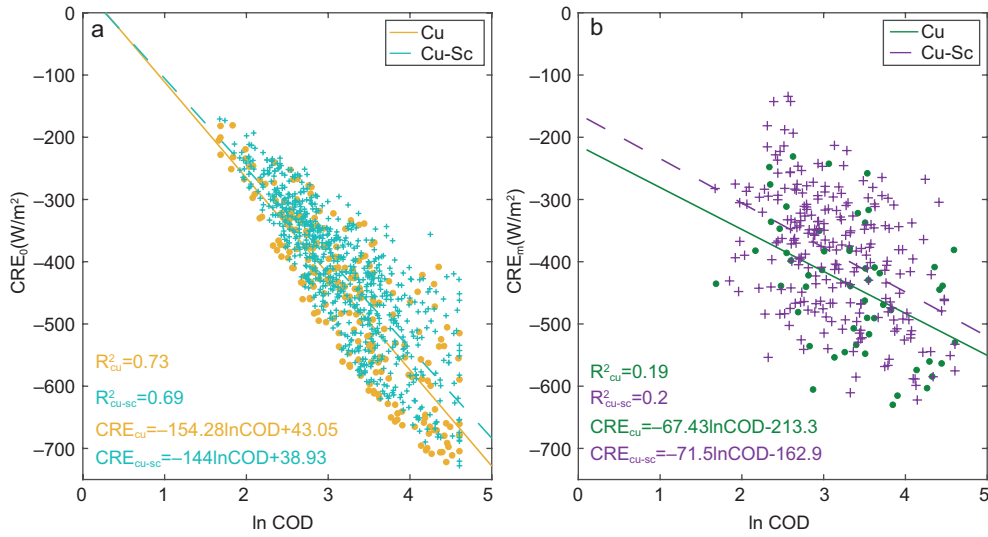 a
Cu
Cu-Sc
CRE₀(W/m²)
0
–100
–200
–300
–400
–500
–600
–700
R²cu=0.73
R²cu-sc=0.69
CREcu=–154.28lnCOD+43.05
CREcu-sc=–144lnCOD+38.93
0 1 2 3 4 5
ln COD
b
Cu
Cu-Sc
CREm(W/m²)
0
–100
–200
–300
–400
–500
–600
–700
R²cu=0.19
R²cu-sc=0.2
CREcu=–67.43lnCOD-213.3
CREcu-sc=–71.5lnCOD-162.9
0 1 2 3 4 5
ln COD